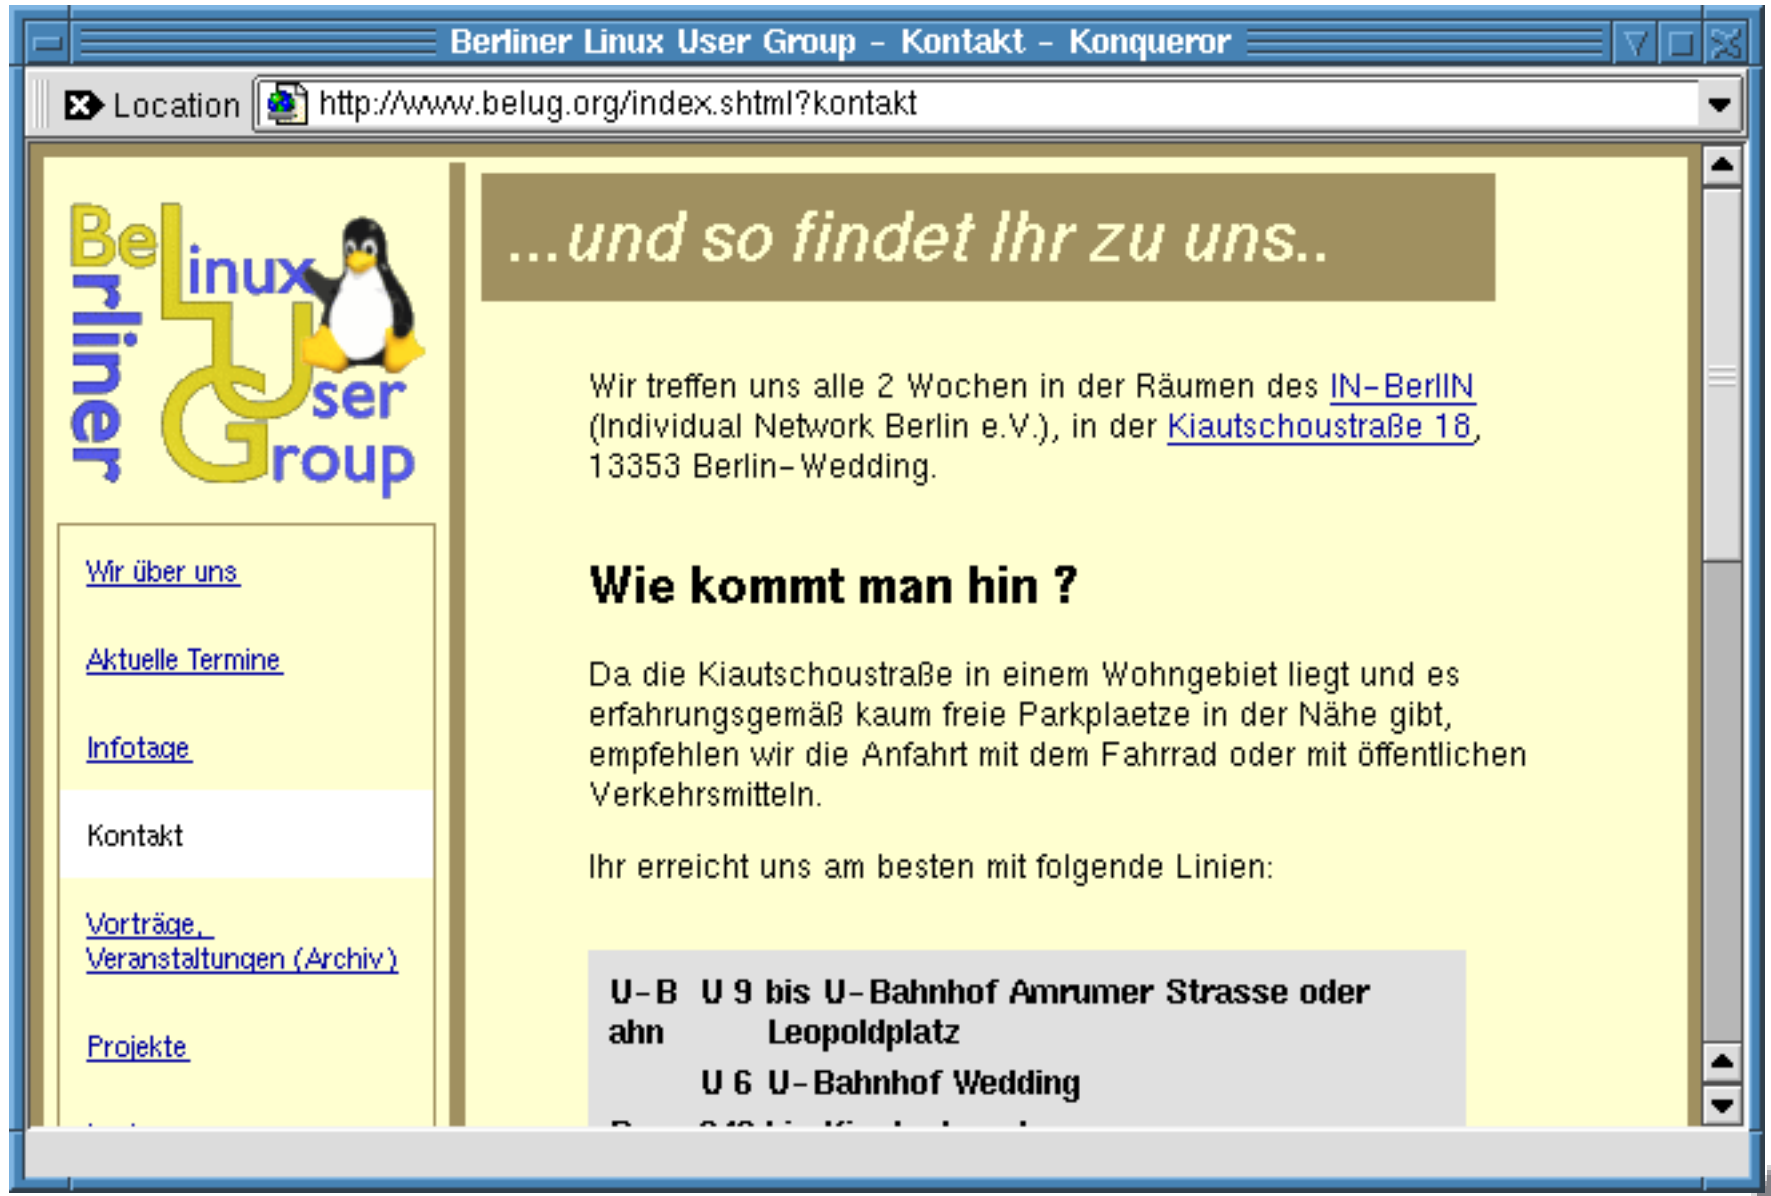 Berliner Linux User Group - Kontakt - Konqueror
Location http://www.belug.org/index.shtml?kontakt
Berliner
Linux
User
Group
Wir über uns
Aktuelle Termine
Infotage
Kontakt
Vorträge,
Veranstaltungen (Archiv)
Projekte
...und so findet Ihr zu uns..
Wir treffen uns alle 2 Wochen in der Räumen des IN-BerlIN
(Individual Network Berlin e.V.), in der Kiautschoustraße 18,
13353 Berlin-Wedding.
Wie kommt man hin ?
Da die Kiautschoustraße in einem Wohngebiet liegt und es
erfahrungsgemäß kaum freie Parkplaetze in der Nähe gibt,
empfehlen wir die Anfahrt mit dem Fahrrad oder mit öffentlichen
Verkehrsmitteln.
Ihr erreicht uns am besten mit folgende Linien:
U-B U 9 bis U-Bahnhof Amrumer Strasse oder
ahn Leopoldplatz
U 6 U-Bahnhof Wedding